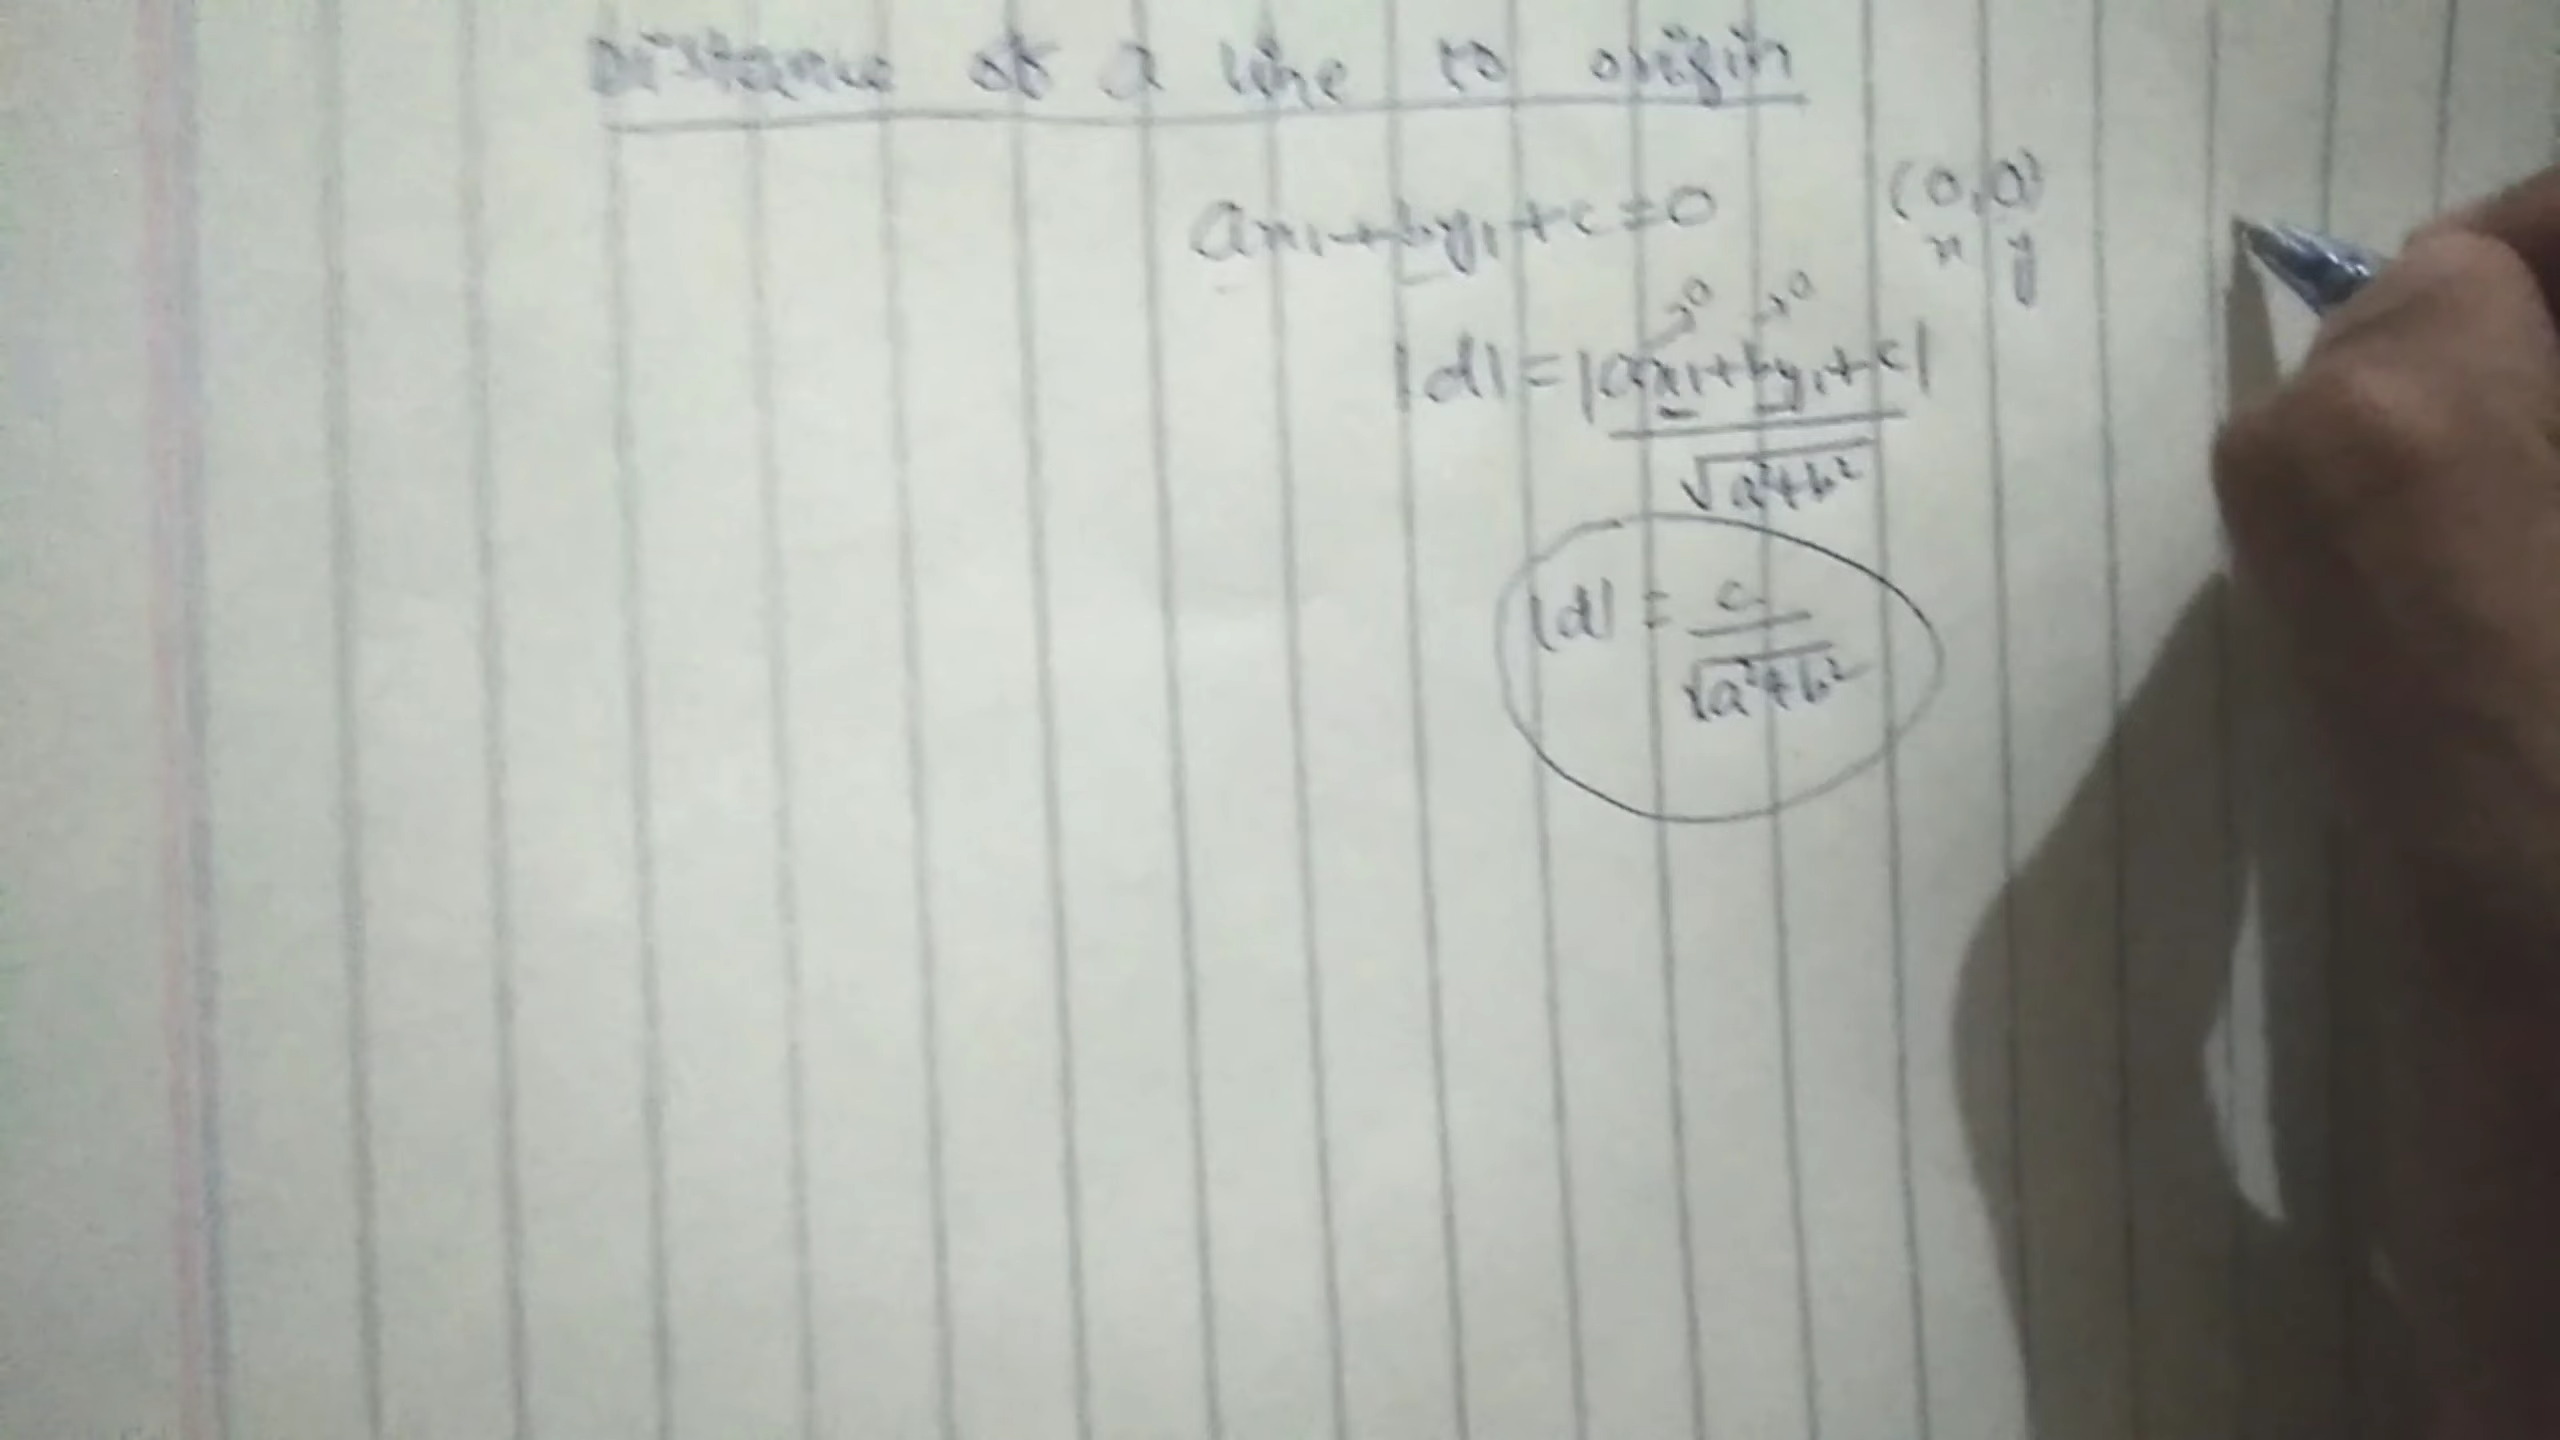 Distance of a line to origin
ax₁+by₁+c=0 (0,0)
x y
→0 →0
|d| = |ax₁+by₁+c|
√a²+b²
|d| = c
√a²+b²